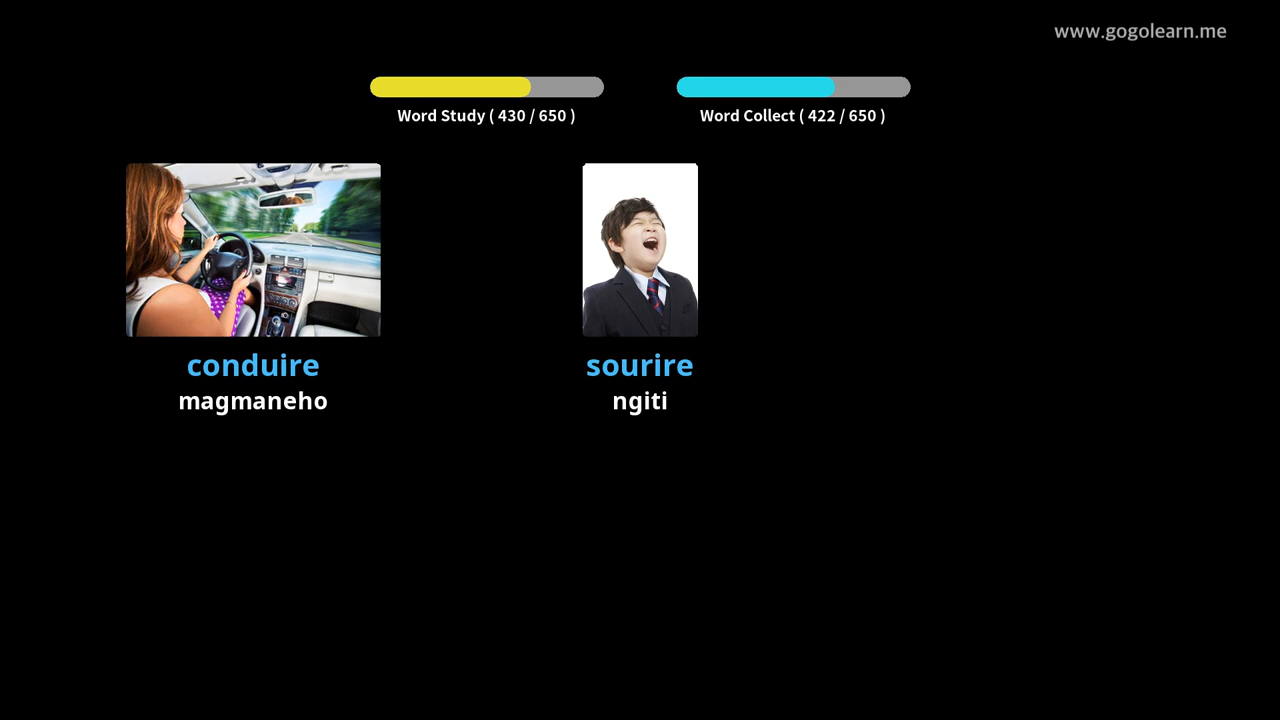 www.gogolearn.me
Word Study ( 430 / 650 )
Word Collect ( 422 / 650 )
conduire
magmaneho
sourire
ngiti